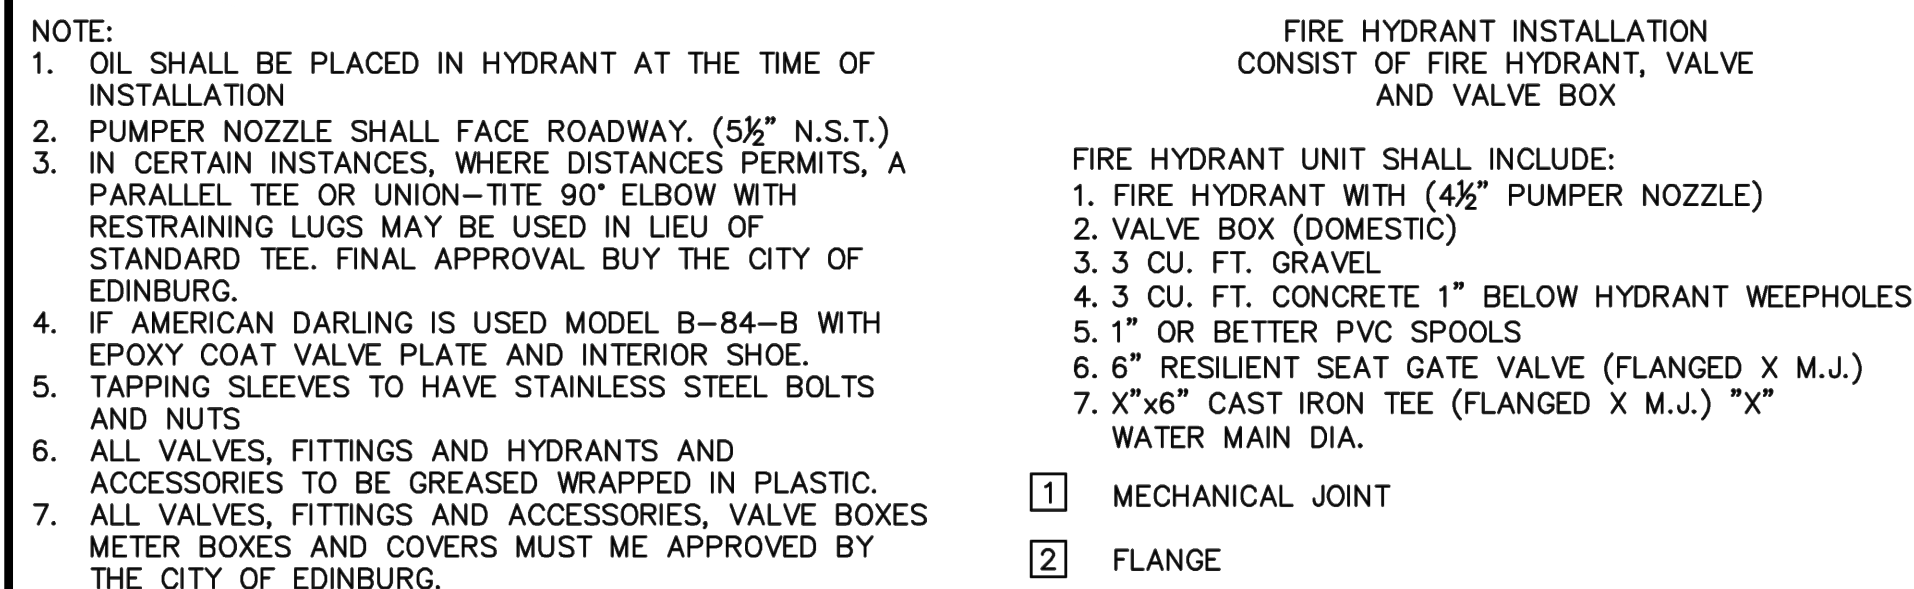 NOTE:
1. OIL SHALL BE PLACED IN HYDRANT AT THE TIME OF
INSTALLATION
2. PUMPER NOZZLE SHALL FACE ROADWAY. (5½" N.S.T.)
3. IN CERTAIN INSTANCES, WHERE DISTANCES PERMITS, A
PARALLEL TEE OR UNION-TITE 90° ELBOW WITH
RESTRAINING LUGS MAY BE USED IN LIEU OF
STANDARD TEE. FINAL APPROVAL BUY THE CITY OF
EDINBURG.
4. IF AMERICAN DARLING IS USED MODEL B-84-B WITH
EPOXY COAT VALVE PLATE AND INTERIOR SHOE.
5. TAPPING SLEEVES TO HAVE STAINLESS STEEL BOLTS
AND NUTS
6. ALL VALVES, FITTINGS AND HYDRANTS AND
ACCESSORIES TO BE GREASED WRAPPED IN PLASTIC.
7. ALL VALVES, FITTINGS AND ACCESSORIES, VALVE BOXES
METER BOXES AND COVERS MUST ME APPROVED BY
THE CITY OF EDINBURG.
FIRE HYDRANT INSTALLATION
CONSIST OF FIRE HYDRANT, VALVE
AND VALVE BOX
FIRE HYDRANT UNIT SHALL INCLUDE:
1. FIRE HYDRANT WITH (4½" PUMPER NOZZLE)
2. VALVE BOX (DOMESTIC)
3. 3 CU. FT. GRAVEL
4. 3 CU. FT. CONCRETE 1" BELOW HYDRANT WEEPHOLES
5. 1" OR BETTER PVC SPOOLS
6. 6" RESILIENT SEAT GATE VALVE (FLANGED X M.J.)
7. X"x6" CAST IRON TEE (FLANGED X M.J.) "X"
WATER MAIN DIA.
1 MECHANICAL JOINT
2 FLANGE